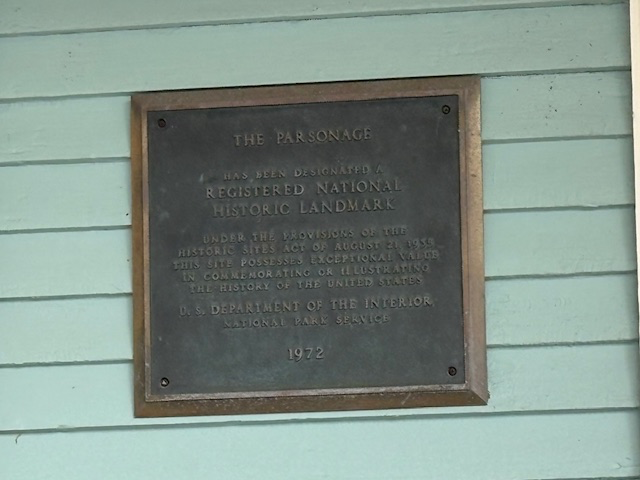 THE PARSONAGE
HAS BEEN DESIGNATED A
REGISTERED NATIONAL
HISTORIC LANDMARK
UNDER THE PROVISIONS OF THE
HISTORIC SITES ACT OF AUGUST 21, 1935
THIS SITE POSSESSES EXCEPTIONAL VALUE
IN COMMEMORATING OR ILLUSTRATING
THE HISTORY OF THE UNITED STATES
U. S. DEPARTMENT OF THE INTERIOR
NATIONAL PARK SERVICE
1972